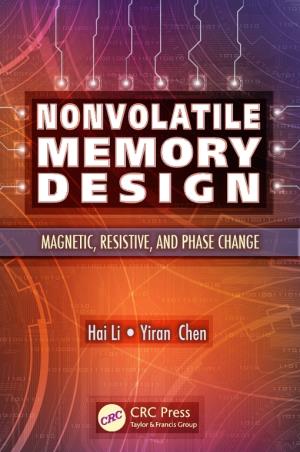 NONVOLATILE
MEMORY
DESIGN
MAGNETIC, RESISTIVE, AND PHASE CHANGE
Hai Li • Yiran Chen
CRC
CRC Press
Taylor & Francis Group